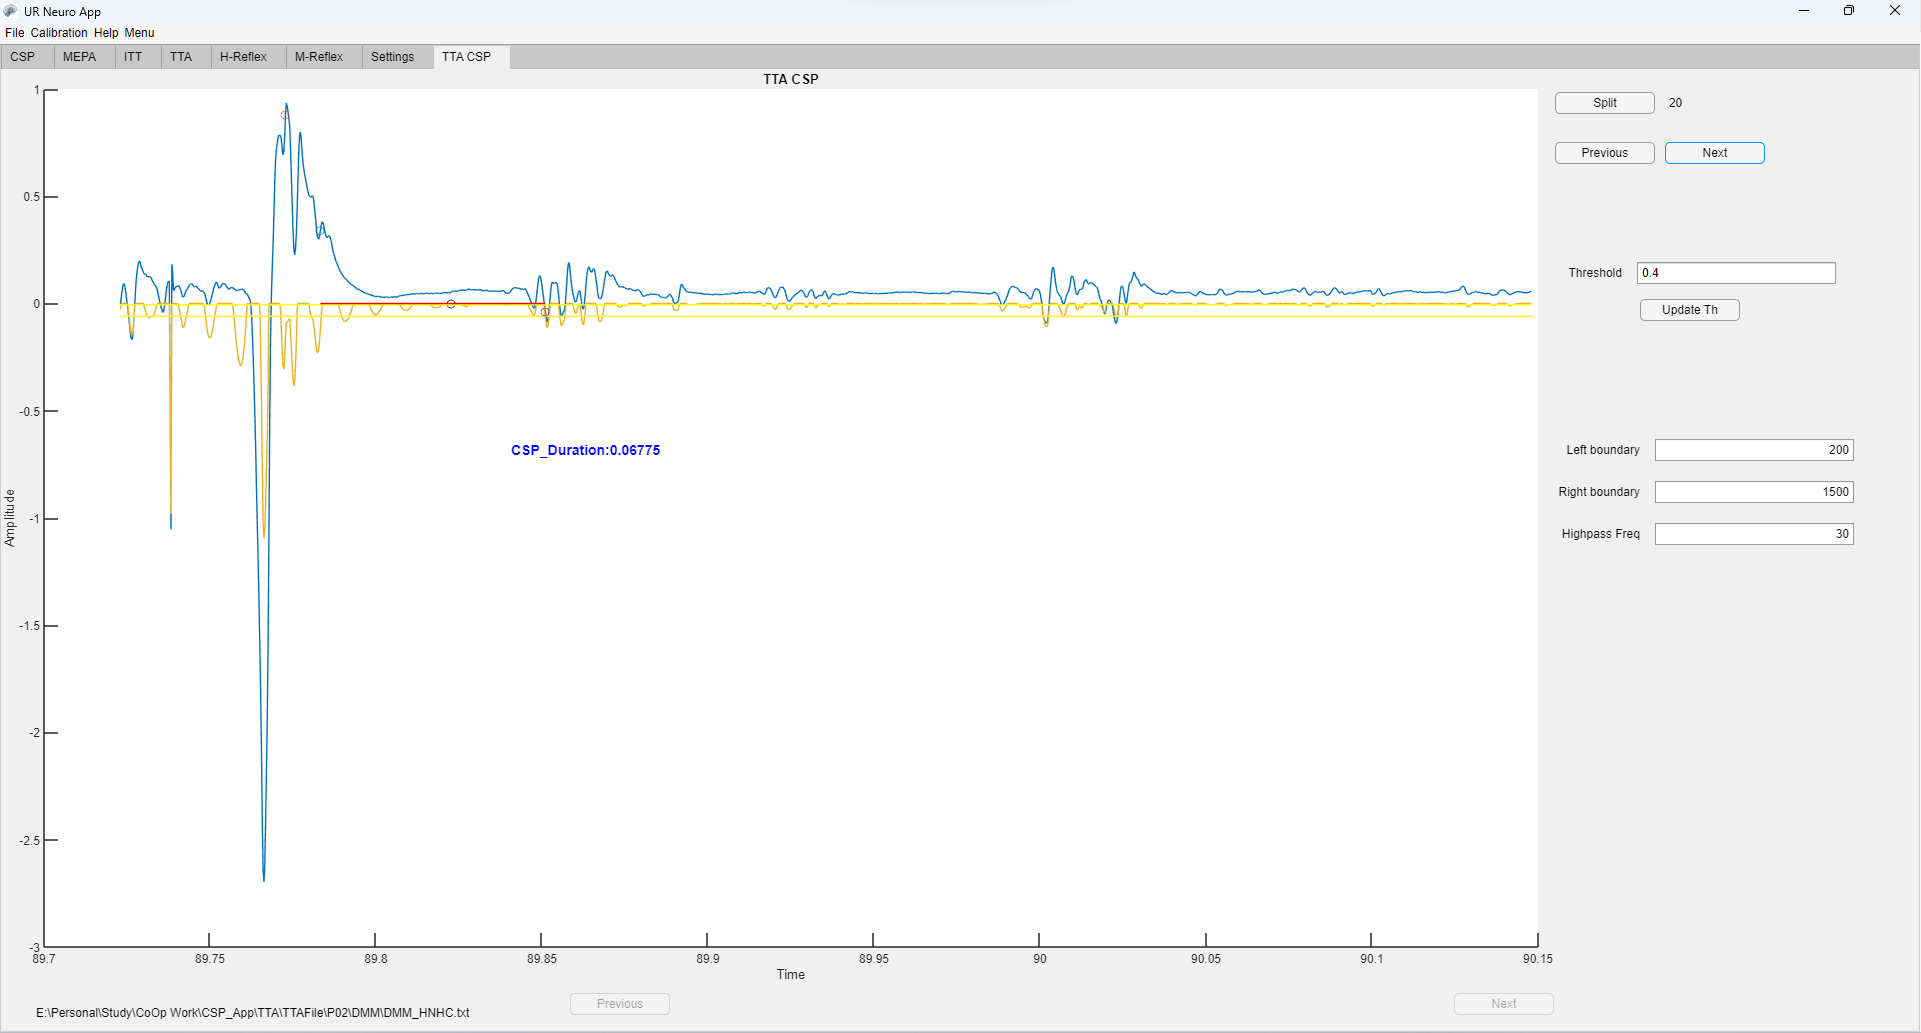 UR Neuro App
File Calibration Help Menu
CSP MEPA ITT TTA H-Reflex M-Reflex Settings TTA CSP
TTA CSP
1
0.5
0
-0.5
-1
-1.5
-2
-2.5
-3
Amplitude
CSP_Duration:0.06775
89.7 89.75 89.8 89.85 89.9 89.95 90 90.05 90.1 90.15
Time
Split 20
Previous Next
Threshold 0.4
Update Th
Left boundary 200
Right boundary 1500
Highpass Freq 30
Previous Next
E:\Personal\Study\CoOp Work\CSP_App\TTA\TTAFile\P02\DMM\DMM_HNHC.txt